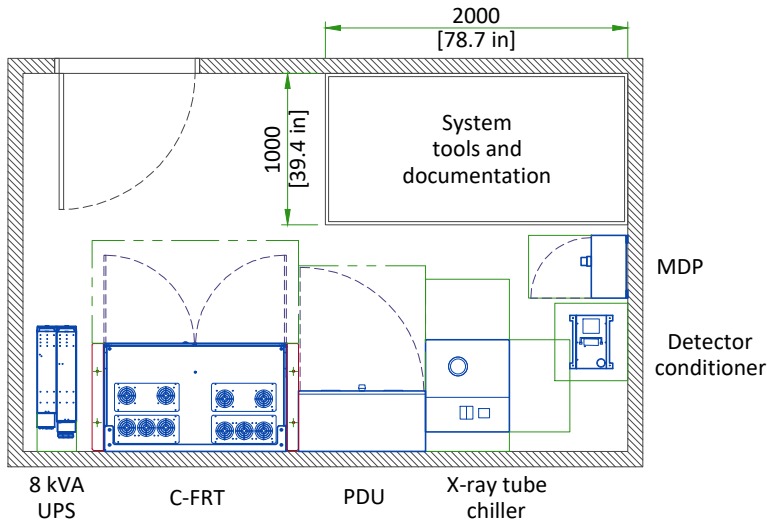 2000
[78.7 in]
1000
[39.4 in]
System
tools and
documentation
MDP
Detector
conditioner
8 kVA
UPS
C-FRT
PDU
X-ray tube
chiller